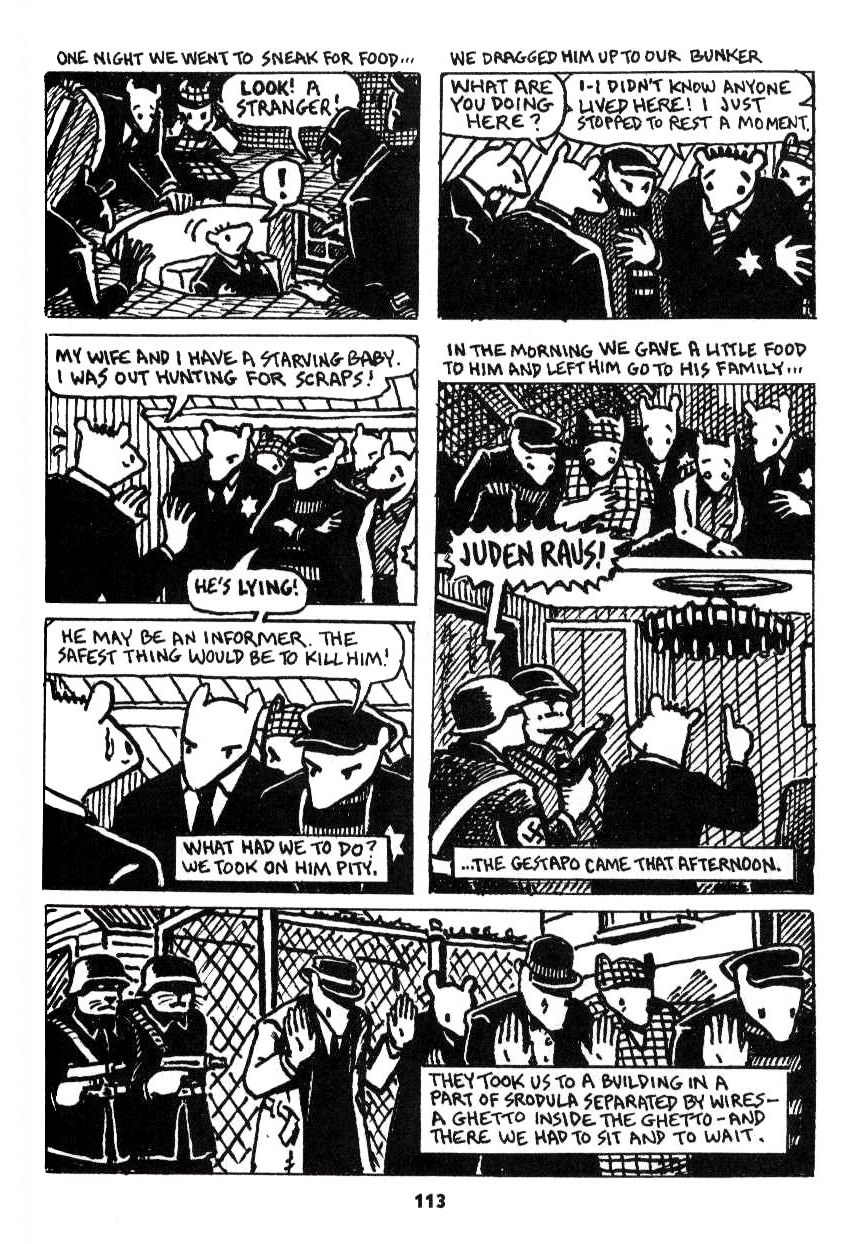 ONE NIGHT WE WENT TO SNEAK FOR FOOD...
LOOK! A
STRANGER!
!
WE DRAGGED HIM UP TO OUR BUNKER
WHAT ARE
YOU DOING
HERE?
I-I DIDN'T KNOW ANYONE
LIVED HERE! I JUST
STOPPED TO REST A MOMENT.
MY WIFE AND I HAVE A STARVING BABY.
I WAS OUT HUNTING FOR SCRAPS!
HE'S LYING!
HE MAY BE AN INFORMER. THE
SAFEST THING WOULD BE TO KILL HIM!
WHAT HAD WE TO DO?
WE TOOK ON HIM PITY.
IN THE MORNING WE GAVE A LITTLE FOOD
TO HIM AND LEFT HIM GO TO HIS FAMILY...
JUDEN RAUS!
...THE GESTAPO CAME THAT AFTERNOON.
THEY TOOK US TO A BUILDING IN A
PART OF SRODULA SEPARATED BY WIRES—
A GHETTO INSIDE THE GHETTO—AND
THERE WE HAD TO SIT AND TO WAIT.
113